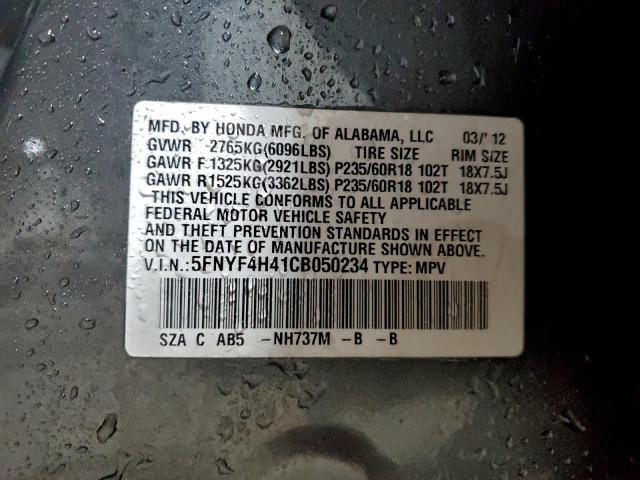 MFD. BY HONDA MFG. OF ALABAMA, LLC 03/'12
GVWR 2765KG(6096LBS) TIRE SIZE RIM SIZE
GAWR F1325KG(2921LBS) P235/60R18 102T 18X7.5J
GAWR R1525KG(3362LBS) P235/60R18 102T 18X7.5J
THIS VEHICLE CONFORMS TO ALL APPLICABLE
FEDERAL MOTOR VEHICLE SAFETY
AND THEFT PREVENTION STANDARDS IN EFFECT
ON THE DATE OF MANUFACTURE SHOWN ABOVE.
V.I.N.:5FNYF4H41CB050234 TYPE: MPV
SZA C AB5 -NH737M -B -B